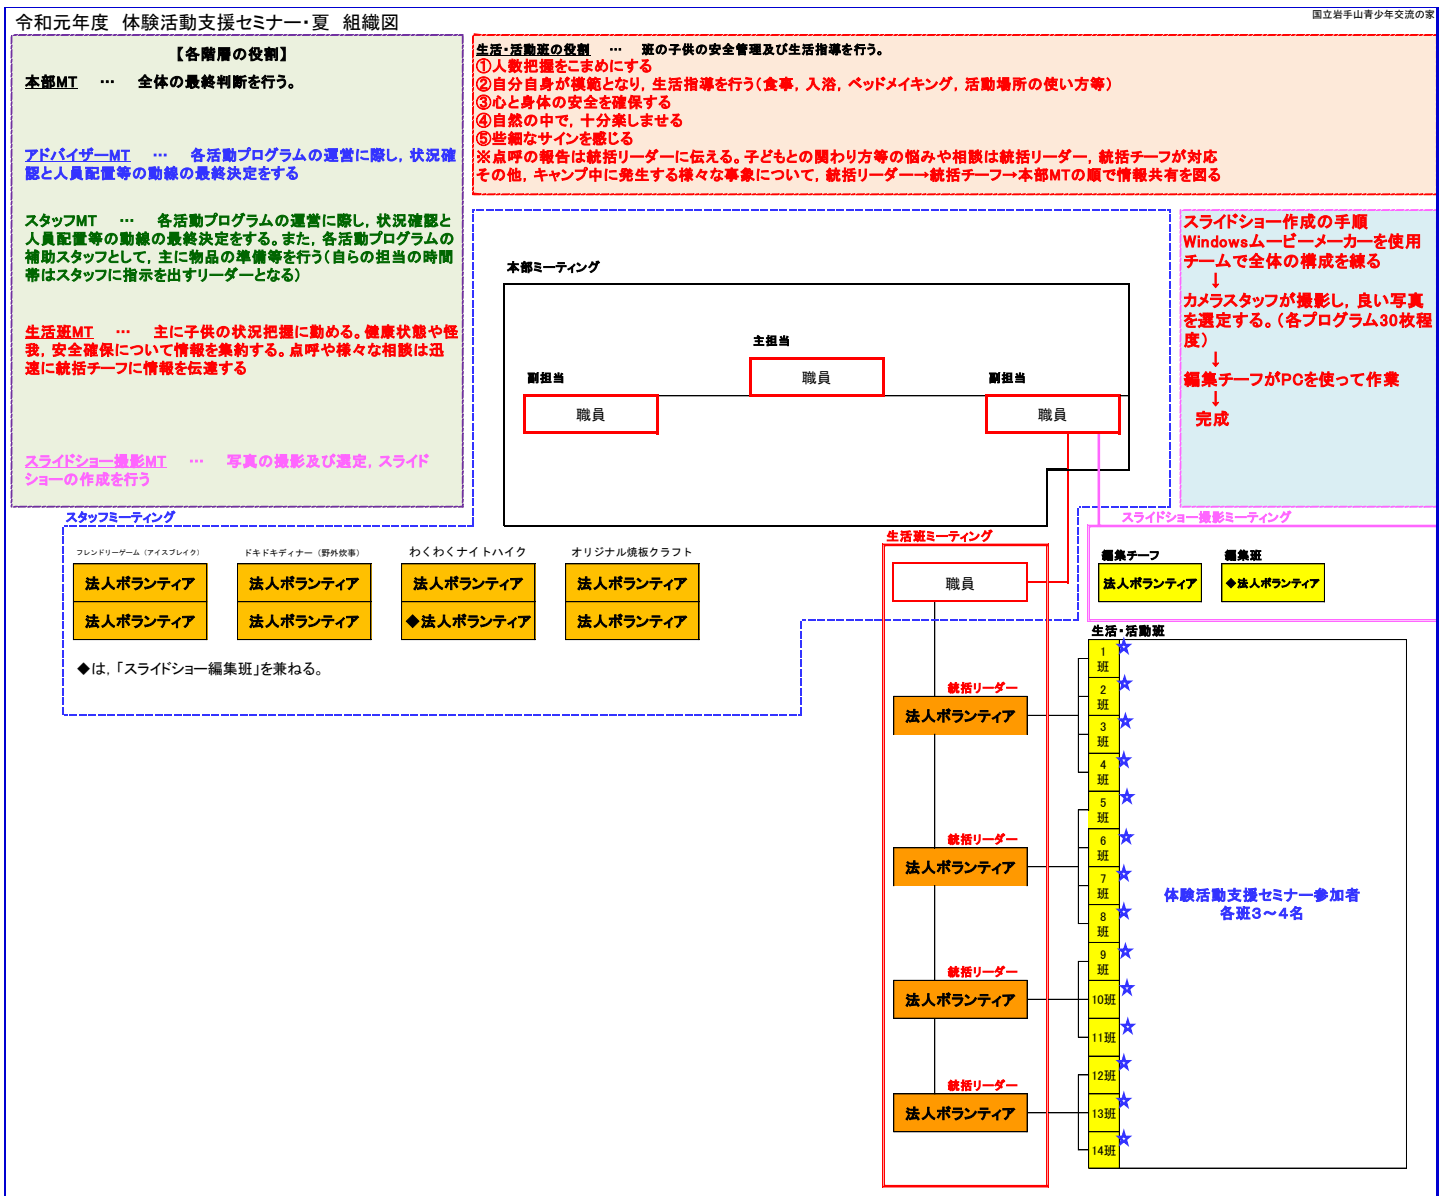 令和元年度　体験活動支援セミナー・夏　組織図
国立岩手山青少年交流の家
【各階層の役割】
本部MT　…　全体の最終判断を行う。
アドバイザーMT　…　各活動プログラムの運営に際し，状況確
認と人員配置等の動線の最終決定をする
スタッフMT　…　各活動プログラムの運営に際し，状況確認と
人員配置等の動線の最終決定をする。また，各活動プログラムの
補助スタッフとして，主に物品の準備等を行う（自らの担当の時間
帯はスタッフに指示を出すリーダーとなる）
生活班MT　…　主に子供の状況把握に勤める。健康状態や怪
我，安全確保について情報を集約する。点呼や様々な相談は迅
速に統括チーフに情報を伝達する
スライドショー撮影MT　…　写真の撮影及び選定，スライド
ショーの作成を行う
生活・活動班の役割　…　班の子供の安全管理及び生活指導を行う。
①人数把握をこまめにする
②自分自身が模範となり，生活指導を行う（食事，入浴，ベッドメイキング，活動場所の使い方等）
③心と身体の安全を確保する
④自然の中で，十分楽しませる
⑤些細なサインを感じる
※点呼の報告は統括リーダーに伝える。子どもとの関わり方等の悩みや相談は統括リーダー，統括チーフが対応
その他，キャンプ中に発生する様々な事象について，統括リーダー→統括チーフ→本部MTの順で情報共有を図る
スライドショー作成の手順
Windowsムービーメーカーを使用
チームで全体の構成を練る
↓
カメラスタッフが撮影し，良い写真
を選定する。（各プログラム30枚程
度）
↓
編集チーフがPCを使って作業
↓
完成
本部ミーティング
主担当
職員
副担当
職員
副担当
職員
スタッフミーティング
フレンドリーゲーム（アイスブレイク）
法人ボランティア
法人ボランティア
ドキドキディナー（野外炊事）
法人ボランティア
法人ボランティア
わくわくナイトハイク
法人ボランティア
◆法人ボランティア
オリジナル焼板クラフト
法人ボランティア
法人ボランティア
◆は，「スライドショー編集班」を兼ねる。
生活班ミーティング
職員
統括リーダー
法人ボランティア
統括リーダー
法人ボランティア
統括リーダー
法人ボランティア
統括リーダー
法人ボランティア
スライドショー撮影ミーティング
編集チーフ
法人ボランティア
編集班
◆法人ボランティア
生活・活動班
1
班
2
班
3
班
4
班
5
班
6
班
7
班
8
班
9
班
10班
11班
12班
13班
14班
体験活動支援セミナー参加者
各班３～４名